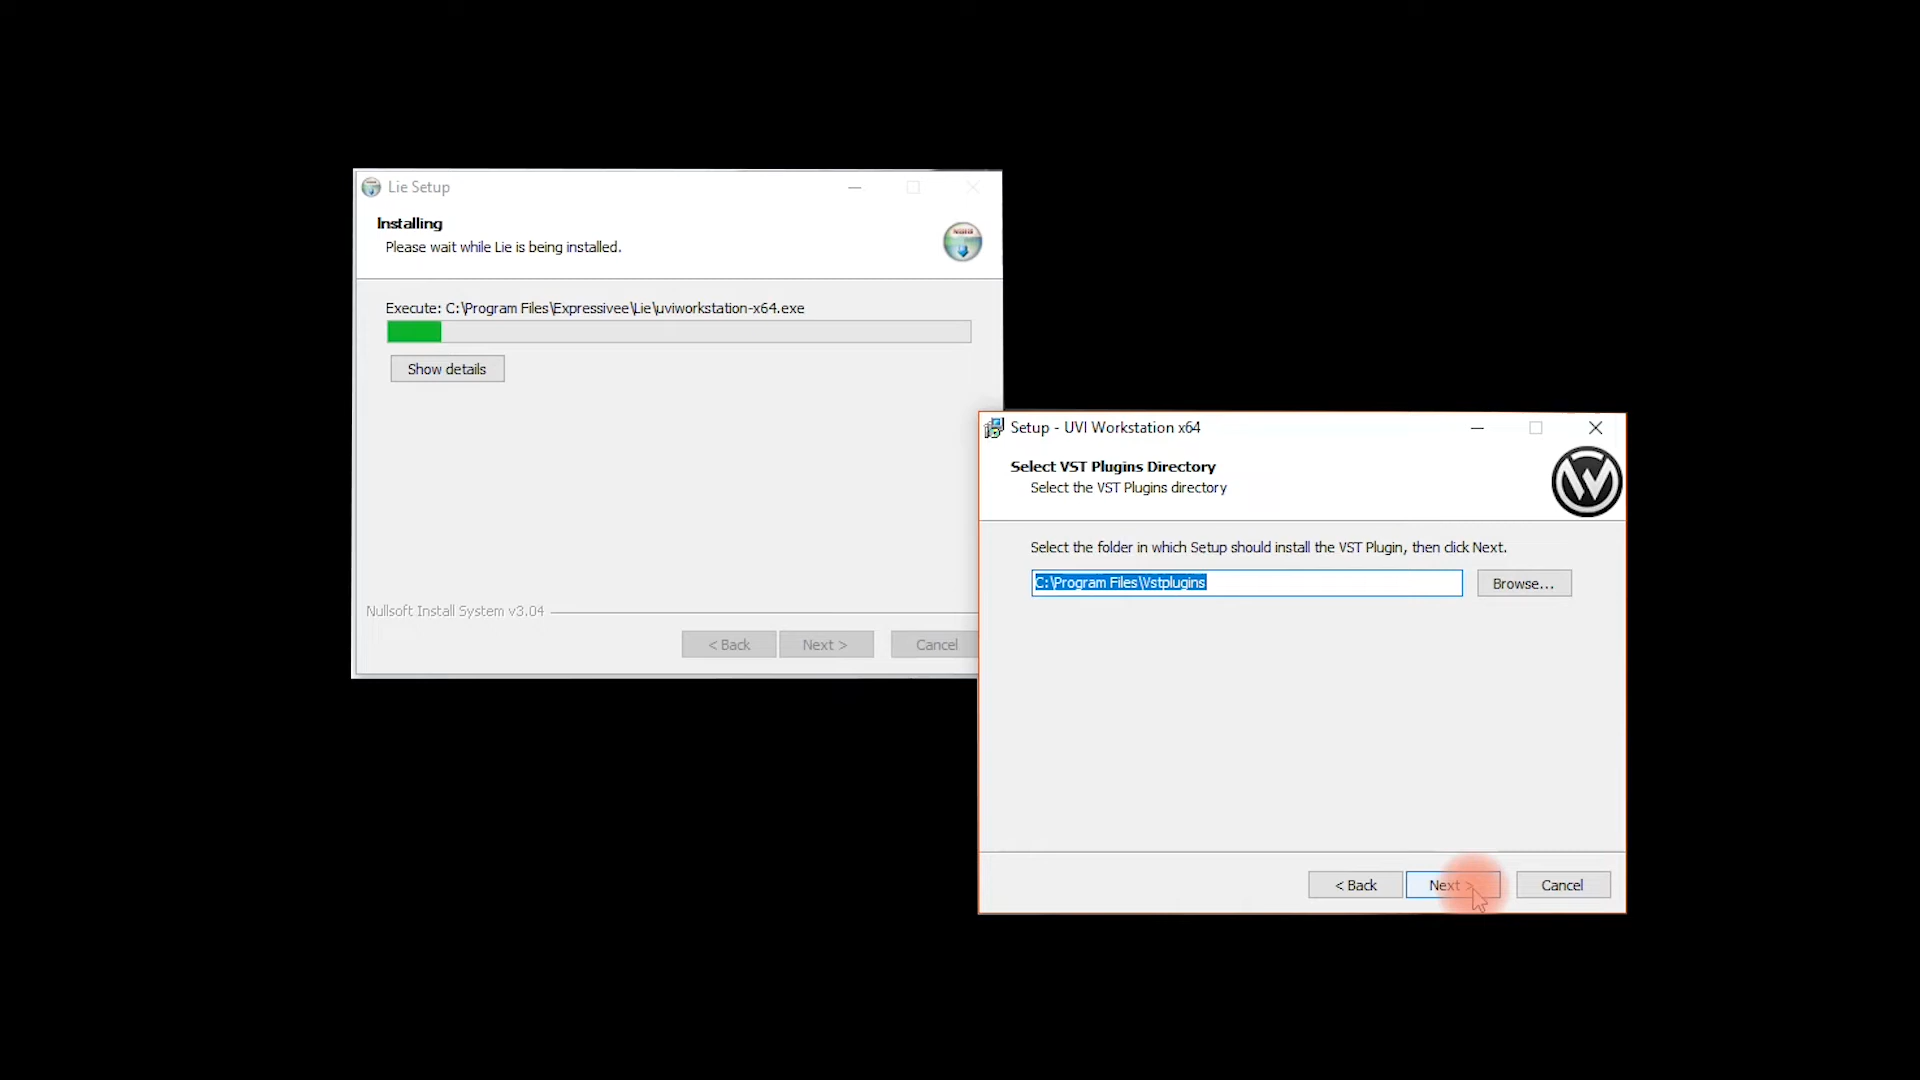 Lie Setup
Installing
Please wait while Lie is being installed.
Execute: C:\Program Files\Expressivee\Lie\uviworkstation-x64.exe
Show details
Nullsoft Install System v3.04
< Back
Next >
Cancel
Setup - UVI Workstation x64
Select VST Plugins Directory
Select the VST Plugins directory
Select the folder in which Setup should install the VST Plugin, then click Next.
C:\Program Files\Vstplugins
Browse...
< Back
Next >
Cancel